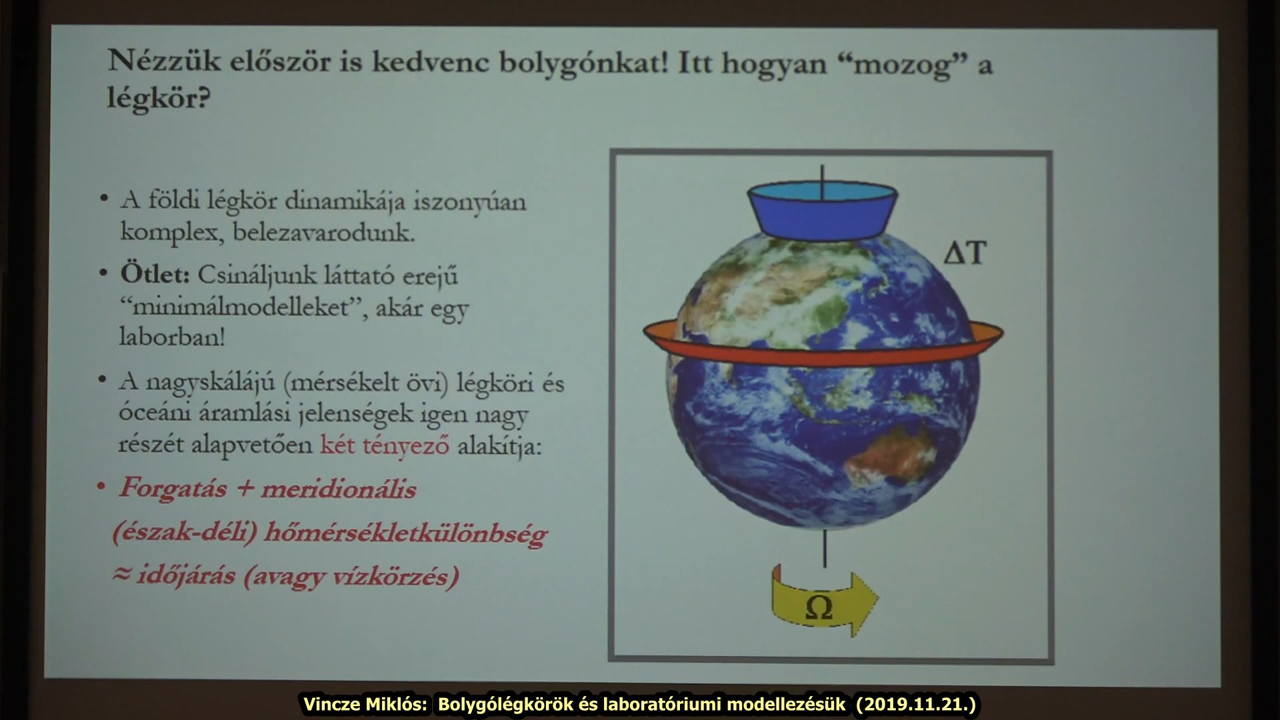 Nézzük először is kedvenc bolygónkat! Itt hogyan “mozog” a
légkör?
• A földi légkör dinamikája iszonyúan
komplex, belezavarodunk.
• Ötlet: Csináljunk láttató erejű
“minimálmodelleket”, akár egy
laborban!
• A nagyskálájú (mérsékelt övi) légköri és
óceáni áramlási jelenségek igen nagy
részét alapvetően két tényező alakítja:
• Forgatás + meridionális
(észak-déli) hőmérsékletkülönbség
≈ időjárás (avagy vízkörzés)
ΔT
Ω
Vincze Miklós: Bolygólégkörök és laboratóriumi modellezésük (2019.11.21.)